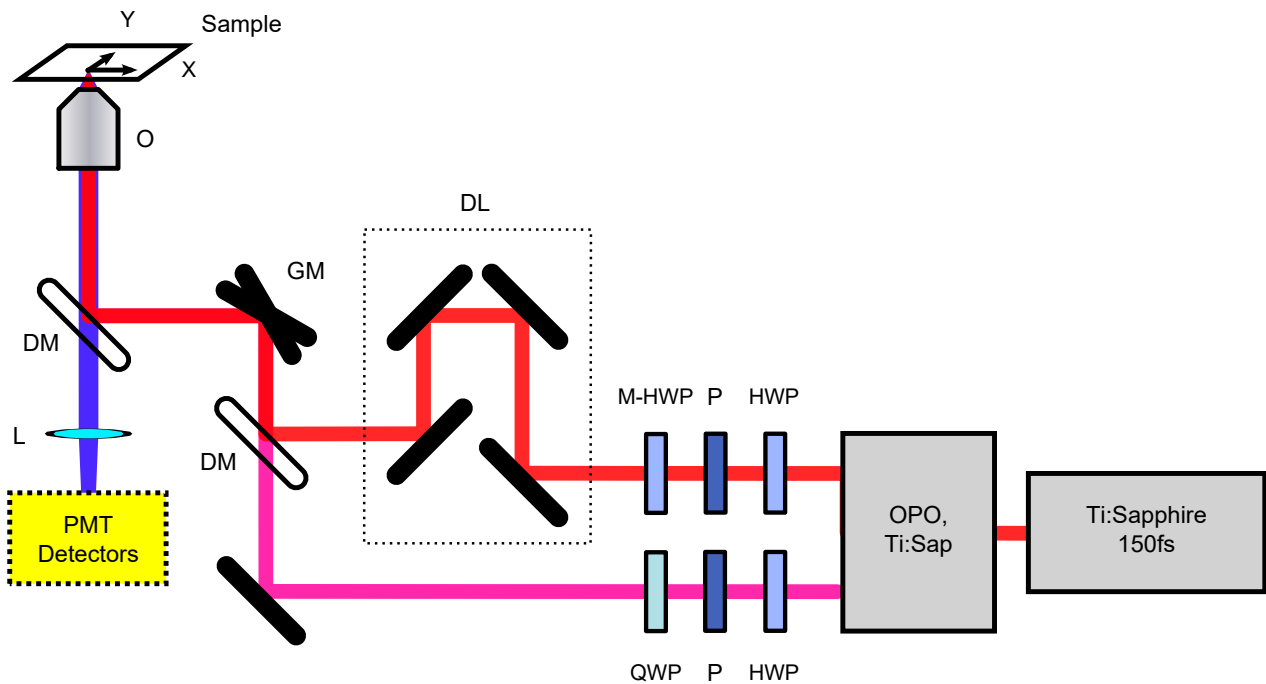 Y
Sample
X
O
DL
GM
DM
M-HWP
P
HWP
L
DM
OPO,
Ti:Sap
Ti:Sapphire
150fs
PMT
Detectors
QWP
P
HWP